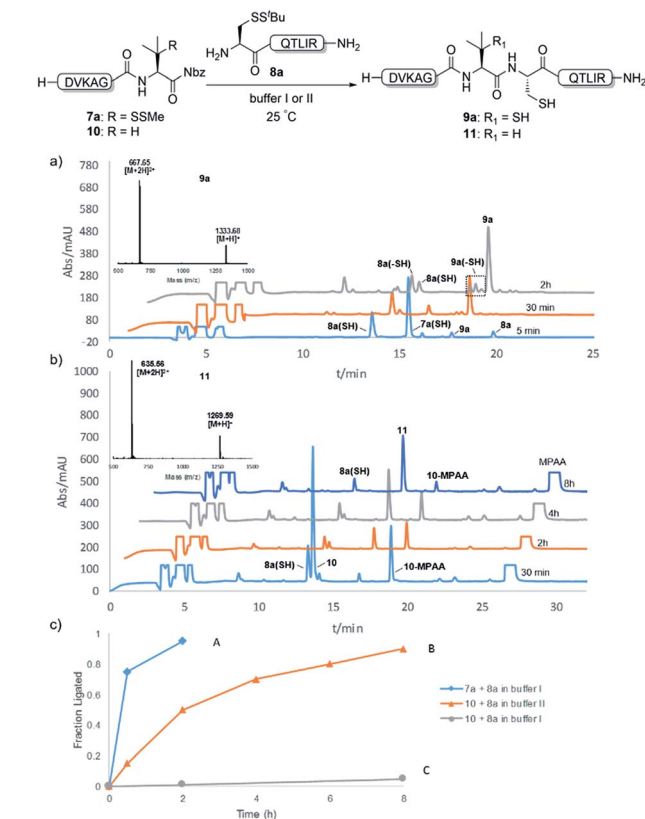 SSᵗBu
H₂N
QTLIR
NH₂
O
8a
H
DVKAG
O
N
H
R
O
Nbz
7a: R = SSMe
10: R = H
buffer I or II
25 °C
H
DVKAG
O
N
H
R₁
O
H
N
O
SH
QTLIR
NH₂
9a: R₁ = SH
11: R₁ = H
a)
Abs/mAU
780
680
580
480
380
280
180
80
-20
667.65
[M+2H]²⁺
9a
1333.68
[M+H]⁺
500 750 1000 1250 1500
Mass (m/z)
9a
8a(-SH)
8a(SH)
9a(-SH)
2h
30 min
8a(SH)
7a(SH)
9a
8a
5 min
0 5 10 15 20 25
t/min
b)
Abs/mAU
1000
900
800
700
600
500
400
300
200
100
0
635.56
[M+2H]²⁺
11
1269.59
[M+H]⁺
500 750 1000 1250 1500
Mass (m/z)
11
8a(SH)
10-MPAA
MPAA
8h
4h
2h
8a(SH)
10
10-MPAA
30 min
0 5 10 15 20 25 30
t/min
c)
Fraction Ligated
1
0.8
0.6
0.4
0.2
0
A
B
C
7a + 8a in buffer I
10 + 8a in buffer II
10 + 8a in buffer I
0 2 4 6 8
Time (h)